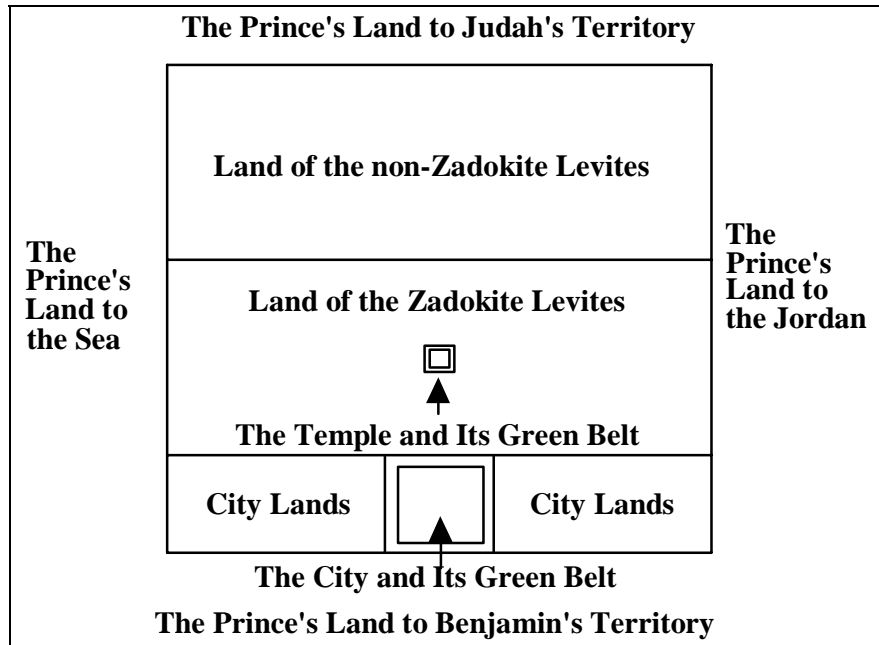 The Prince's Land to Judah's Territory
Land of the non-Zadokite Levites
The
Prince's
Land to
the Sea
The
Prince's
Land to
the Jordan
Land of the Zadokite Levites
The Temple and Its Green Belt
City Lands
City Lands
The City and Its Green Belt
The Prince's Land to Benjamin's Territory